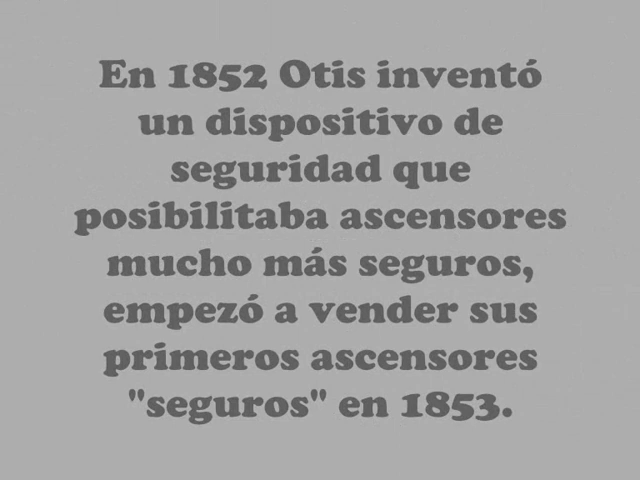 En 1852 Otis inventó
un dispositivo de
seguridad que
posibilitaba ascensores
mucho más seguros,
empezó a vender sus
primeros ascensores
"seguros" en 1853.